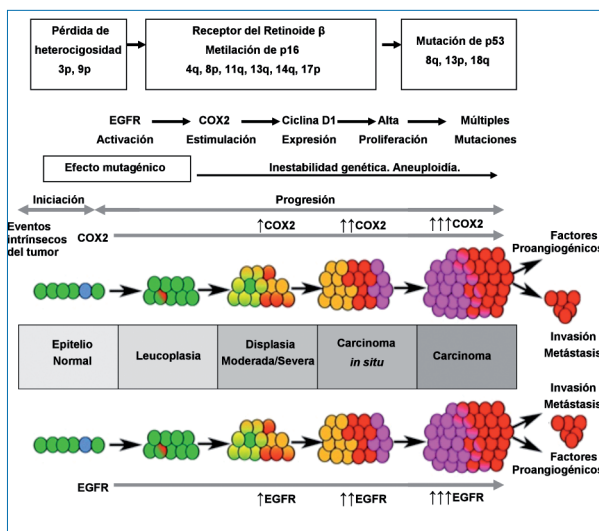 Pérdida de
heterocigosidad
3p, 9p
Receptor del Retinoide β
Metilación de p16
4q, 8p, 11q, 13q, 14q, 17p
Mutación de p53
8q, 13p, 18q
EGFR
Activación
COX2
Estimulación
Ciclina D1
Expresión
Alta
Proliferación
Múltiples
Mutaciones
Efecto mutagénico
Inestabilidad genética. Aneuploidía.
Iniciación
Progresión
Eventos
intrínsecos
del tumor
COX2
↑COX2
↑↑COX2
↑↑↑COX2
Factores
Proangiogénicos
Invasión
Metástasis
Epitelio
Normal
Leucoplasia
Displasia
Moderada/Severa
Carcinoma
in situ
Carcinoma
Invasión
Metástasis
Factores
Proangiogénicos
EGFR
↑EGFR
↑↑EGFR
↑↑↑EGFR